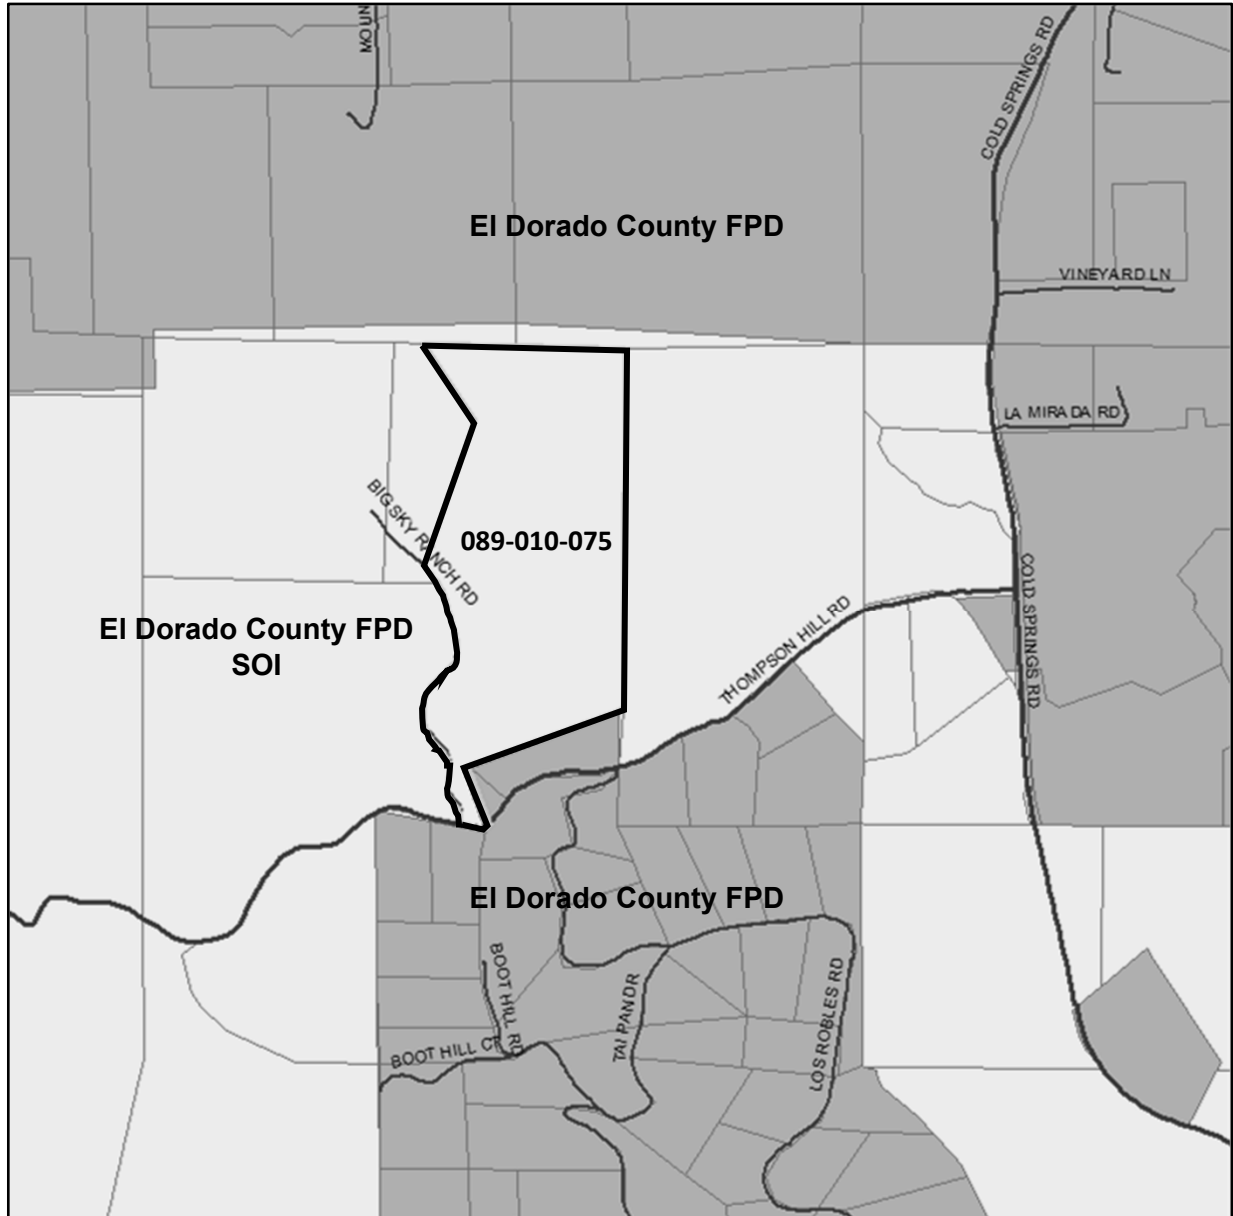 MOUN
COLD SPRINGS RD
El Dorado County FPD
VINEYARD LN
LA MIRADA RD
BIG SKY RANCH RD
089-010-075
COLD SPRINGS RD
THOMPSON HILL RD
El Dorado County FPD
SOI
El Dorado County FPD
BOOT HILL RD
TAI PAN DR
LOS ROBLES RD
BOOT HILL CT